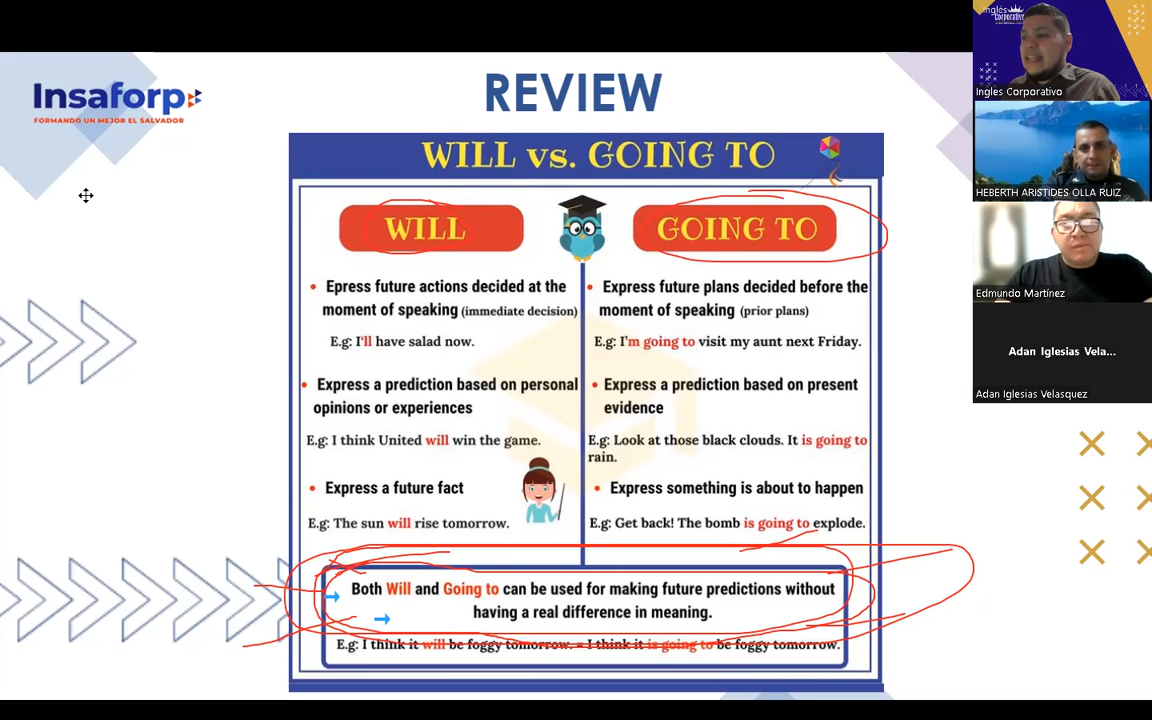 Insaforp
FORMANDO UN MEJOR EL SALVADOR
REVIEW
WILL vs. GOING TO
WILL
GOING TO
• Epress future actions decided at the
moment of speaking (immediate decision)
E.g: I'll have salad now.
• Express a prediction based on personal
opinions or experiences
E.g: I think United will win the game.
• Express a future fact
E.g: The sun will rise tomorrow.
• Express future plans decided before the
moment of speaking (prior plans)
E.g: I'm going to visit my aunt next Friday.
• Express a prediction based on present
evidence
E.g: Look at those black clouds. It is going to
rain.
• Express something is about to happen
E.g: Get back! The bomb is going to explode.
Both Will and Going to can be used for making future predictions without
having a real difference in meaning.
E.g: I think it will be foggy tomorrow. = I think it is going to be foggy tomorrow.
Inglés
Corporativo
Ingles Corporativo
HEBERTH ARISTIDES OLLA RUIZ
Edmundo Martínez
Adan Iglesias Vela...
Adan Iglesias Velasquez